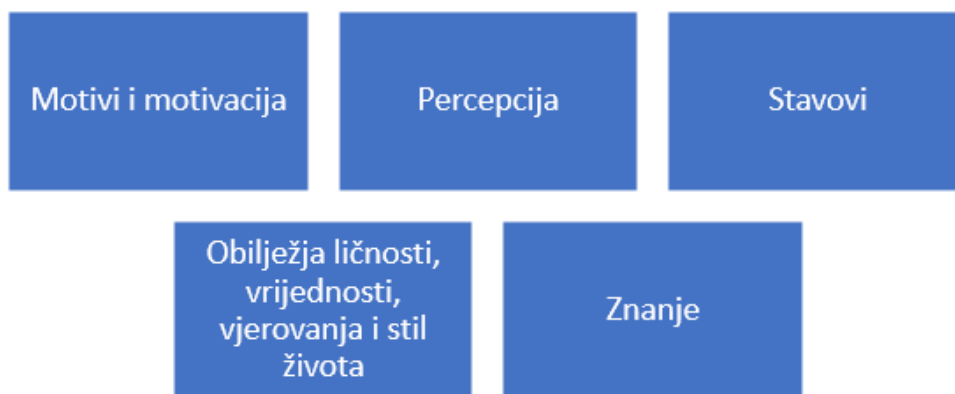 Motivi i motivacija
Percepcija
Stavovi
Obilježja ličnosti,
vrijednosti,
vjerovanja i stil
života
Znanje